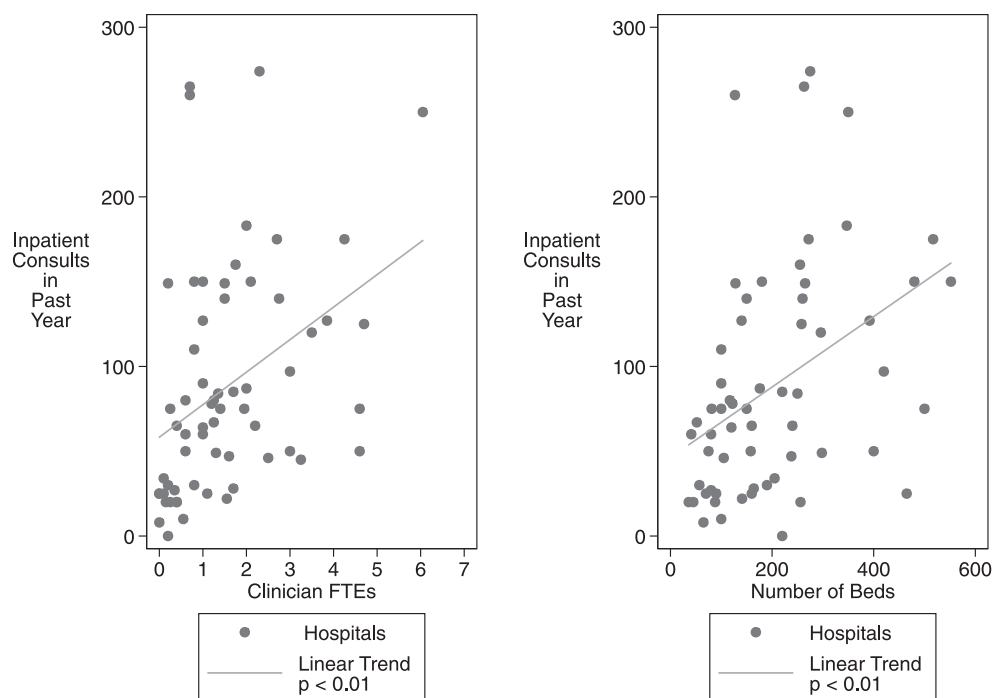 300
200
100
0
Inpatient
Consults
in
Past
Year
0 1 2 3 4 5 6 7
Clinician FTEs
Hospitals
Linear Trend
p < 0.01
300
200
100
0
Inpatient
Consults
in
Past
Year
0 200 400 600
Number of Beds
Hospitals
Linear Trend
p < 0.01